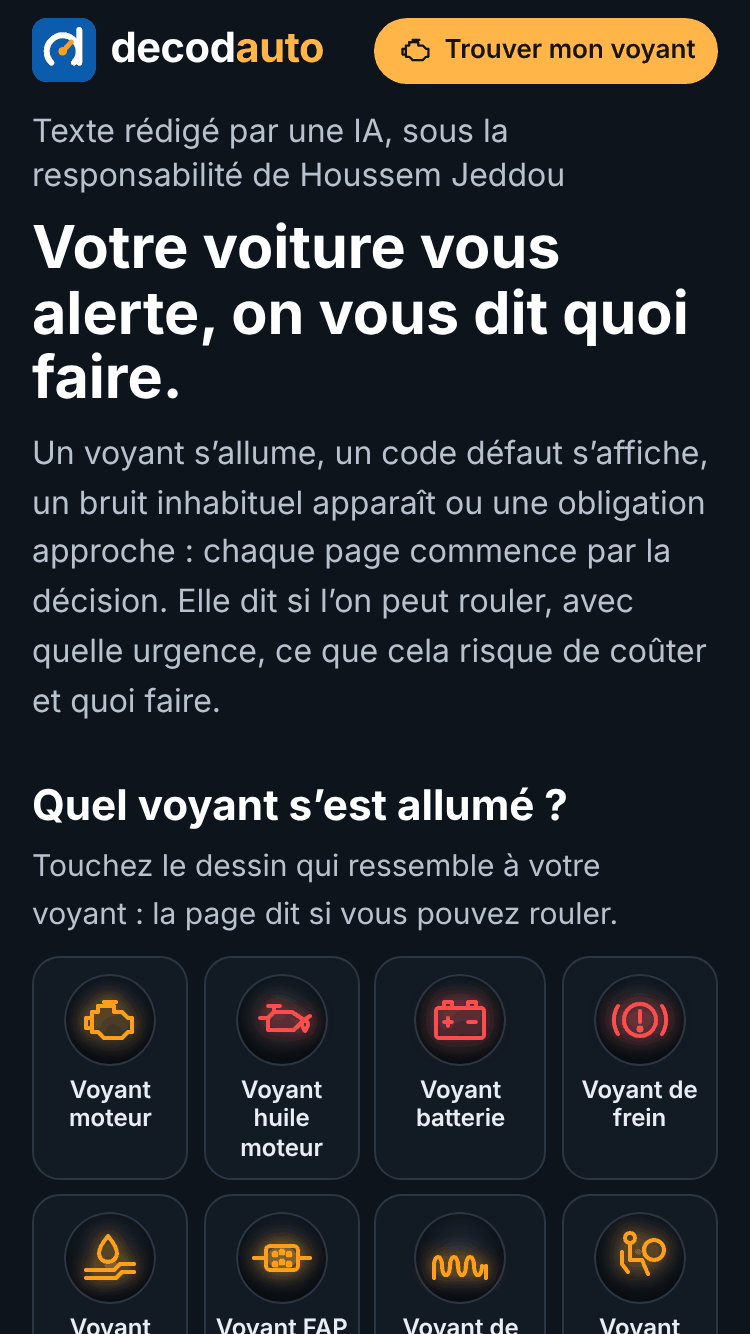 decodauto
Trouver mon voyant
Texte rédigé par une IA, sous la
responsabilité de Houssem Jeddou
Votre voiture vous
alerte, on vous dit quoi
faire.
Un voyant s’allume, un code défaut s’affiche,
un bruit inhabituel apparaît ou une obligation
approche : chaque page commence par la
décision. Elle dit si l’on peut rouler, avec
quelle urgence, ce que cela risque de coûter
et quoi faire.
Quel voyant s’est allumé ?
Touchez le dessin qui ressemble à votre
voyant : la page dit si vous pouvez rouler.
Voyant
moteur
Voyant
huile
moteur
Voyant
batterie
Voyant de
frein
Voyant
Voyant FAP
Voyant de
Voyant